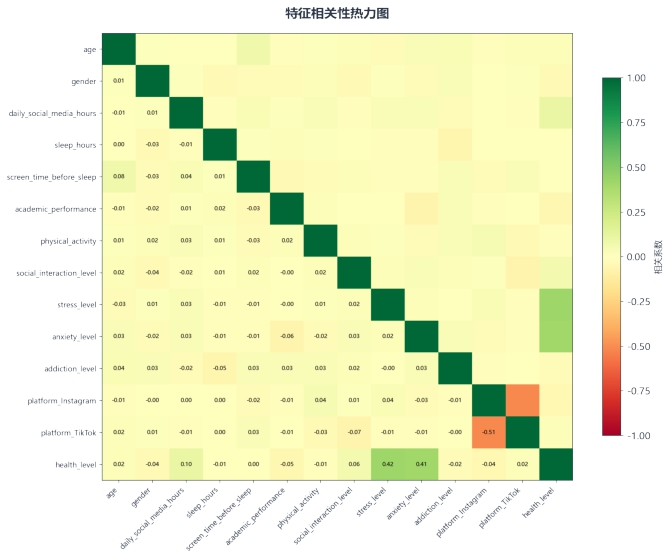 特征相关性热力图
age
gender 0.01
daily_social_media_hours -0.01 0.01
sleep_hours 0.00 -0.03 -0.01
screen_time_before_sleep 0.08 -0.03 0.04 0.01
academic_performance -0.01 -0.02 0.01 0.02 -0.03
physical_activity 0.01 0.02 0.03 0.01 -0.03 0.02
social_interaction_level 0.02 -0.04 -0.02 0.01 0.02 -0.00 0.02
stress_level -0.03 0.01 0.03 -0.01 -0.01 -0.00 0.01 0.02
anxiety_level 0.03 -0.02 0.03 -0.01 -0.01 -0.06 -0.02 0.03 0.02
addiction_level 0.04 0.03 -0.02 -0.05 0.03 0.03 0.03 0.02 -0.00 0.03
platform_Instagram -0.01 -0.00 0.00 0.00 -0.02 -0.01 0.04 0.01 0.04 -0.03 -0.01
platform_TikTok 0.02 0.01 -0.01 0.00 0.03 -0.01 -0.03 -0.07 -0.01 -0.01 -0.00 -0.51
health_level 0.02 -0.04 0.10 -0.01 0.00 -0.05 -0.01 0.06 0.42 0.41 -0.02 -0.04 0.02
age
gender
daily_social_media_hours
sleep_hours
screen_time_before_sleep
academic_performance
physical_activity
social_interaction_level
stress_level
anxiety_level
addiction_level
platform_Instagram
platform_TikTok
health_level
1.00
0.75
0.50
0.25
0.00
-0.25
-0.50
-0.75
-1.00
相关系数